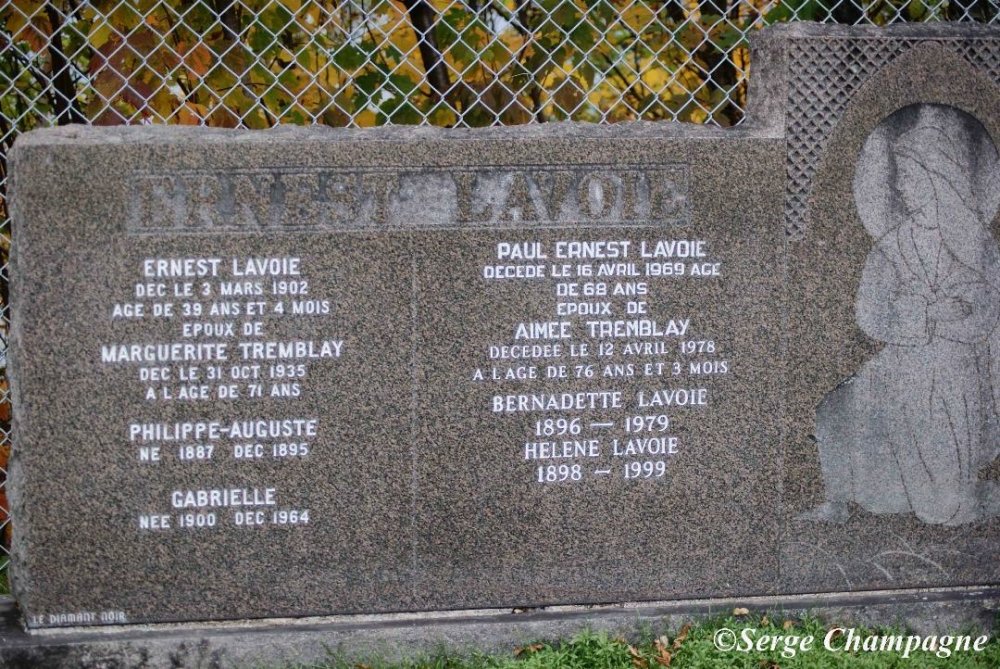 ERNEST LAVOIE
ERNEST LAVOIE
DEC LE 3 MARS 1902
AGE DE 39 ANS ET 4 MOIS
EPOUX DE
MARGUERITE TREMBLAY
DEC LE 31 OCT 1935
A L AGE DE 71 ANS
PHILIPPE-AUGUSTE
NE 1887 DEC 1895
GABRIELLE
NEE 1900 DEC 1964
PAUL ERNEST LAVOIE
DECEDE LE 16 AVRIL 1969 AGE
DE 68 ANS
EPOUX DE
AIMEE TREMBLAY
DECEDEE LE 12 AVRIL 1978
A L AGE DE 76 ANS ET 3 MOIS
BERNADETTE LAVOIE
1896 — 1979
HELENE LAVOIE
1898 — 1999
LE DIAMANT NOIR
©Serge Champagne